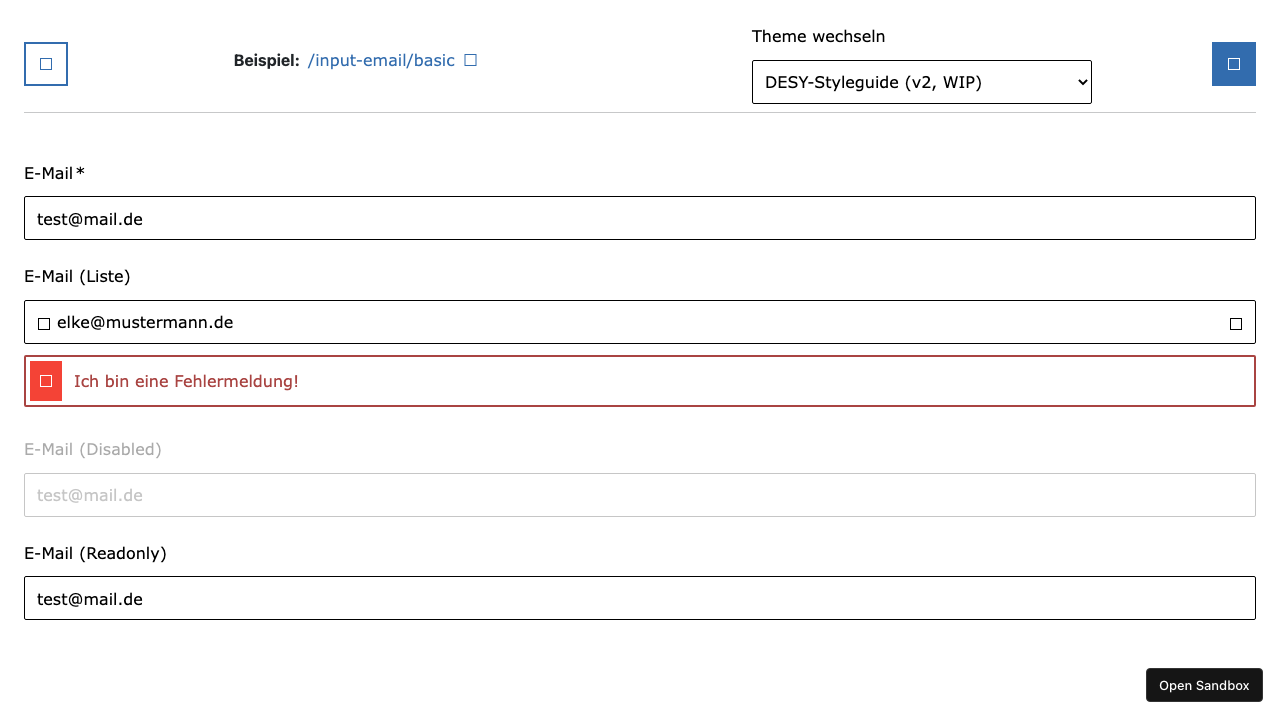 Beispiel: /input-email/basic
Theme wechseln
DESY-Styleguide (v2, WIP)
E-Mail*
test@mail.de
E-Mail (Liste)
elke@mustermann.de
Ich bin eine Fehlermeldung!
E-Mail (Disabled)
test@mail.de
E-Mail (Readonly)
test@mail.de
Open Sandbox